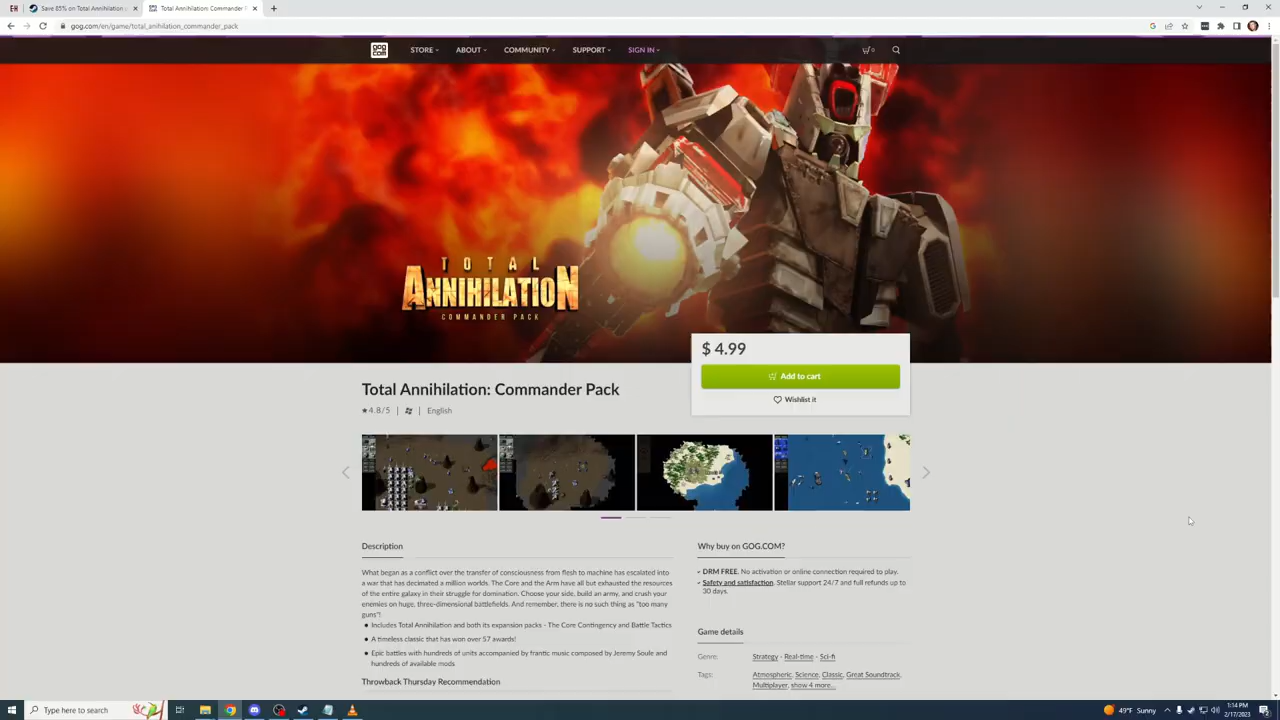 Save 85% on Total Annihilation
Total Annihilation: Commander P
gog.com/en/game/total_anihilation_commander_pack
GOG COM
STORE
ABOUT
COMMUNITY
SUPPORT
SIGN IN
0
TOTAL
ANNIHILATION
COMMANDER PACK
$ 4.99
Add to cart
Wishlist it
Total Annihilation: Commander Pack
4.8/5 | | English
Description
What began as a conflict over the transfer of consciousness from flesh to machine has escalated into
a war that has decimated a million worlds. The Core and the Arm have all but exhausted the resources
of the entire galaxy in their struggle for domination. Choose your side, build an army, and crush your
enemies on huge, three-dimensional battlefields. And remember, there is no such thing as "too many
guns"!
• Includes Total Annihilation and both its expansion packs - The Core Contingency and Battle Tactics
• A timeless classic that has won over 57 awards!
• Epic battles with hundreds of units accompanied by frantic music composed by Jeremy Soule and
hundreds of available mods
Throwback Thursday Recommendation
Why buy on GOG.COM?
DRM FREE. No activation or online connection required to play.
Safety and satisfaction. Stellar support 24/7 and full refunds up to
30 days.
Game details
Genre: Strategy - Real-time - Sci-fi
Tags: Atmospheric, Science, Classic, Great Soundtrack,
Multiplayer, show 4 more...
Type here to search
49°F Sunny
1:14 PM
2/17/2023